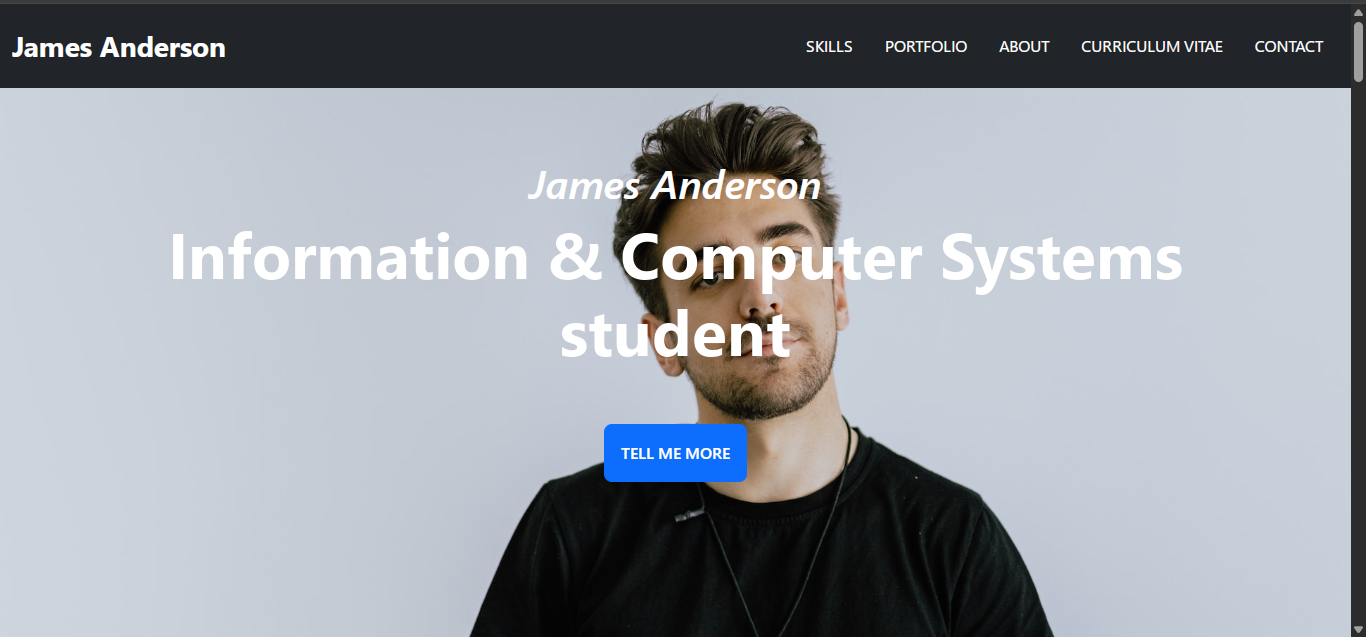 James Anderson
SKILLS PORTFOLIO ABOUT CURRICULUM VITAE CONTACT
James Anderson
Information & Computer Systems
student
TELL ME MORE